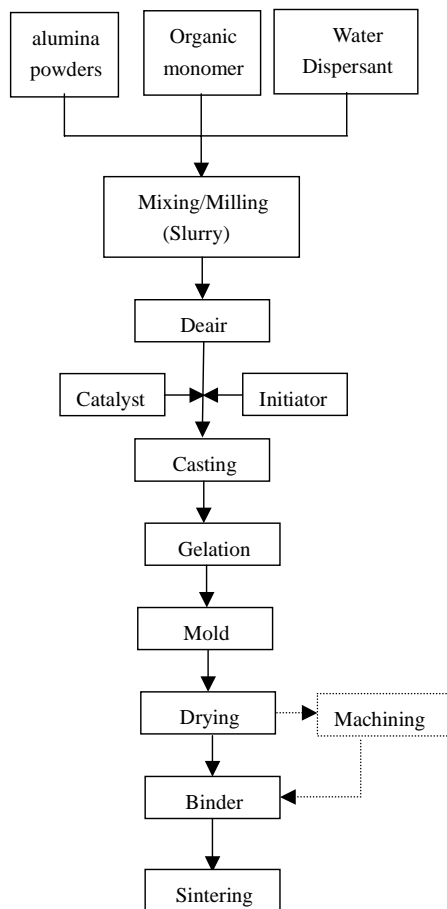 alumina
powders
Organic
monomer
Water
Dispersant
Mixing/Milling
(Slurry)
Deair
Catalyst
Initiator
Casting
Gelation
Mold
Drying
Machining
Binder
Sintering